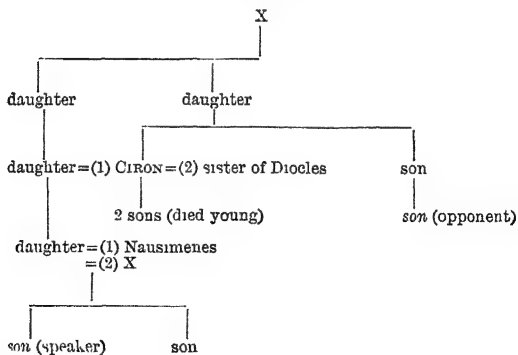 X
daughter daughter
daughter=(1) CIRON=(2) sister of Diocles son
2 sons (died young) son (opponent)
daughter=(1) Nausimenes
=(2) X
son (speaker) son